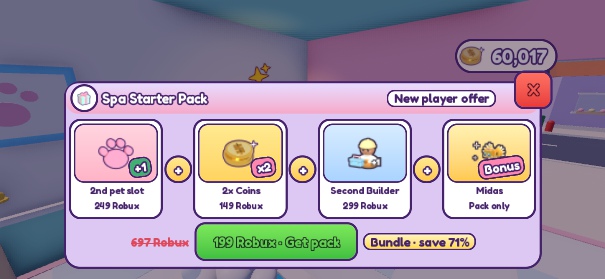 60,017
Spa Starter Pack
New player offer
X
+1
x2
Bonus
+
+
+
2nd pet slot
2x Coins
Second Builder
Midas
249 Robux
149 Robux
299 Robux
Pack only
697 Robux
199 Robux · Get pack
Bundle · save 71%